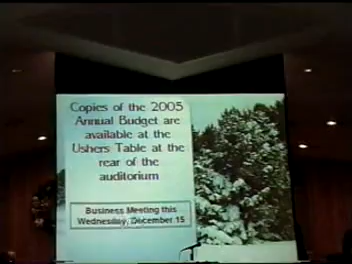 Copies of the 2005
Annual Budget are
available at the
Ushers Table at the
rear of the
auditorium
Business Meeting this
Wednesday, December 15